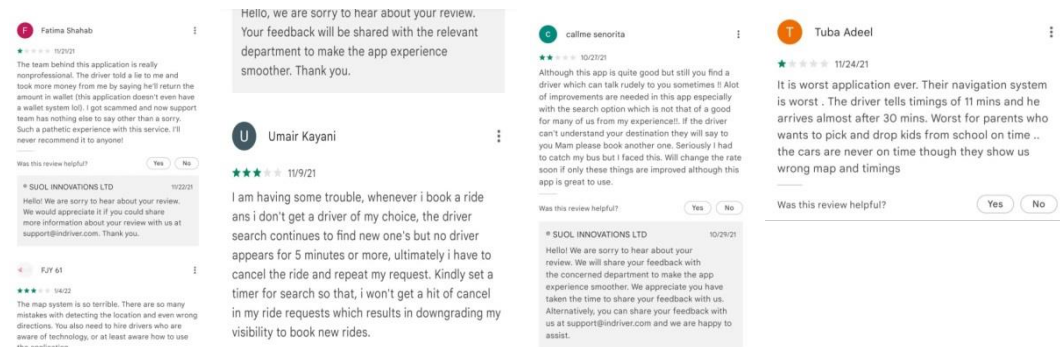 F Fatima Shahab
11/21/21
The team behind this application is really
nonprofessional. The driver told a lie to me and
took more money from me by saying he'll return the
amount in wallet (this application doesn't even have
a wallet system lol). I got scammed and now support
team has nothing else to say other than a sorry.
Such a pathetic experience with this service. I'll
never recommend it to anyone!
Was this review helpful? Yes No
SUOL INNOVATIONS LTD 11/22/21
Hello! We are sorry to hear about your review.
We would appreciate it if you could share
more information about your review with us at
support@indriver.com. Thank you.
FJY 61
1/4/22
The map system is so terrible. There are so many
mistakes with detecting the location and even wrong
directions. You also need to hire drivers who are
aware of technology, or at least aware how to use
the application
Hello, we are sorry to hear about your review.
Your feedback will be shared with the relevant
department to make the app experience
smoother. Thank you.
U Umair Kayani
11/9/21
I am having some trouble, whenever i book a ride
ans i don't get a driver of my choice, the driver
search continues to find new one's but no driver
appears for 5 minutes or more, ultimately i have to
cancel the ride and repeat my request. Kindly set a
timer for search so that, i won't get a hit of cancel
in my ride requests which results in downgrading my
visibility to book new rides.
c callme senorita
10/27/21
Although this app is quite good but still you find a
driver which can talk rudely to you sometimes !! Alot
of improvements are needed in this app especially
with the search option which is not that of a good
for many of us from my experience!!. If the driver
can't understand your destination they will say to
you Mam please book another one. Seriously I had
to catch my bus but I faced this. Will change the rate
soon if only these things are improved although this
app is great to use.
Was this review helpful? Yes No
SUOL INNOVATIONS LTD 10/29/21
Hello! We are sorry to hear about your
review. We will share your feedback with
the concerned department to make the app
experience smoother. We appreciate you have
taken the time to share your feedback with us.
Alternatively, you can share your feedback with
us at support@indriver.com and we are happy to
assist.
T Tuba Adeel
11/24/21
It is worst application ever. Their navigation system
is worst . The driver tells timings of 11 mins and he
arrives almost after 30 mins. Worst for parents who
wants to pick and drop kids from school on time ..
the cars are never on time though they show us
wrong map and timings
Was this review helpful? Yes No